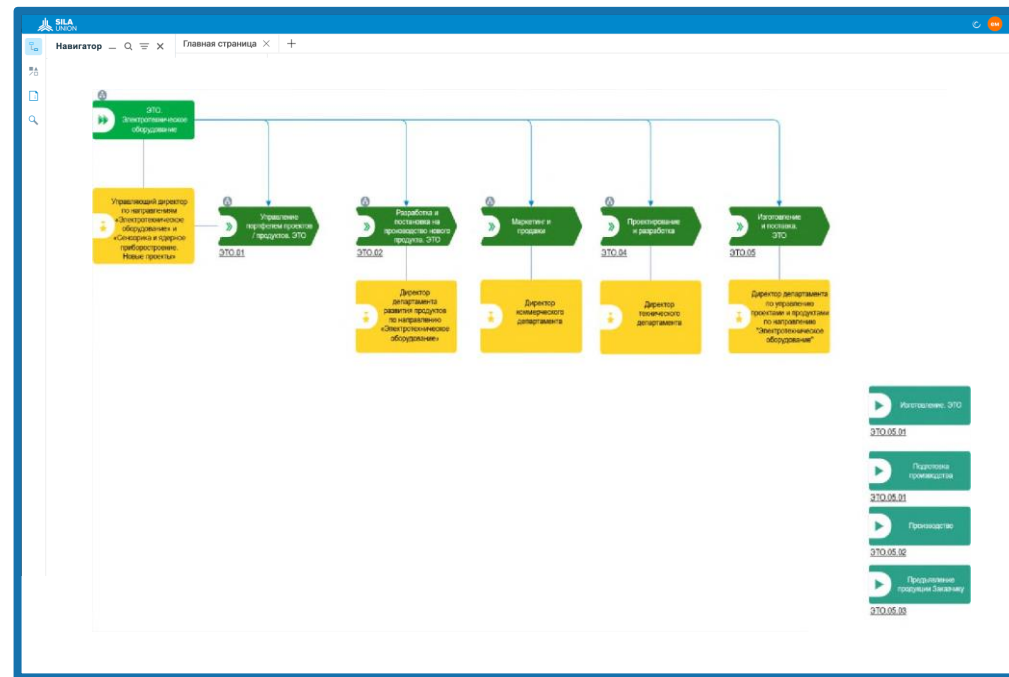 SILA
UNION
ВМ
Навигатор
Главная страница
ЭТО.
Электротехническое
оборудование
Управляющий директор
по направлениям
«Электротехническое
оборудование» и
«Сенсорика и ядерное
приборостроение.
Новые проекты»
Управление
портфелем проектов
/ продуктов. ЭТО
ЭТО.01
Разработка и
постановка на
производство нового
продукта. ЭТО
ЭТО.02
Маркетинг и
продажи
Проектирование
и разработка
ЭТО.04
Изготовление
и поставка.
ЭТО
ЭТО.05
Директор
департамента
развития продуктов
по направлению
«Электротехническое
оборудование»
Директор
коммерческого
департамента
Директор
технического
департамента
Директор департамента
по управлению
проектами и продуктами
по направлению
"Электротехническое
оборудование"
Изготовление. ЭТО
ЭТО.05.01
Подготовка
производства
ЭТО.05.01
Производство
ЭТО.05.02
Предъявление
продукции Заказчику
ЭТО.05.03